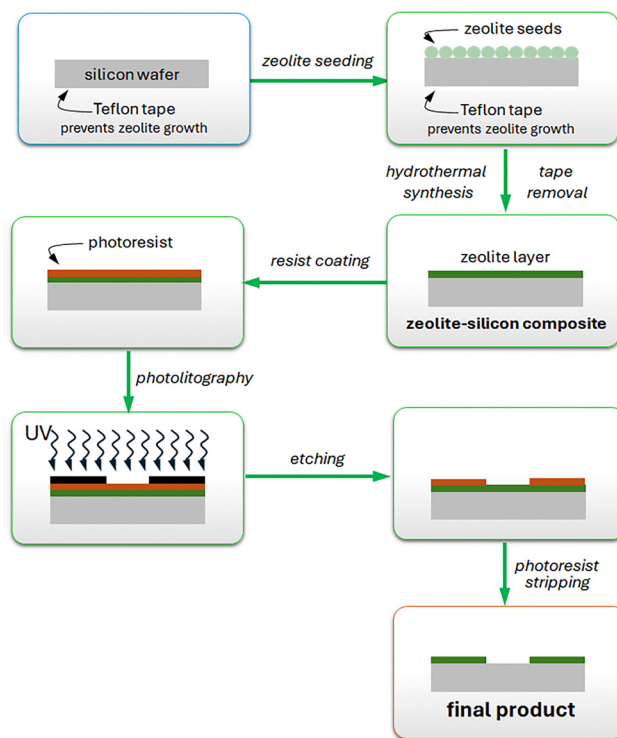 silicon wafer
Teflon tape
prevents zeolite growth
zeolite seeding
zeolite seeds
Teflon tape
prevents zeolite growth
hydrothermal
synthesis
tape
removal
zeolite layer
zeolite-silicon composite
resist coating
photoresist
photolitography
UV
etching
photoresist
stripping
final product